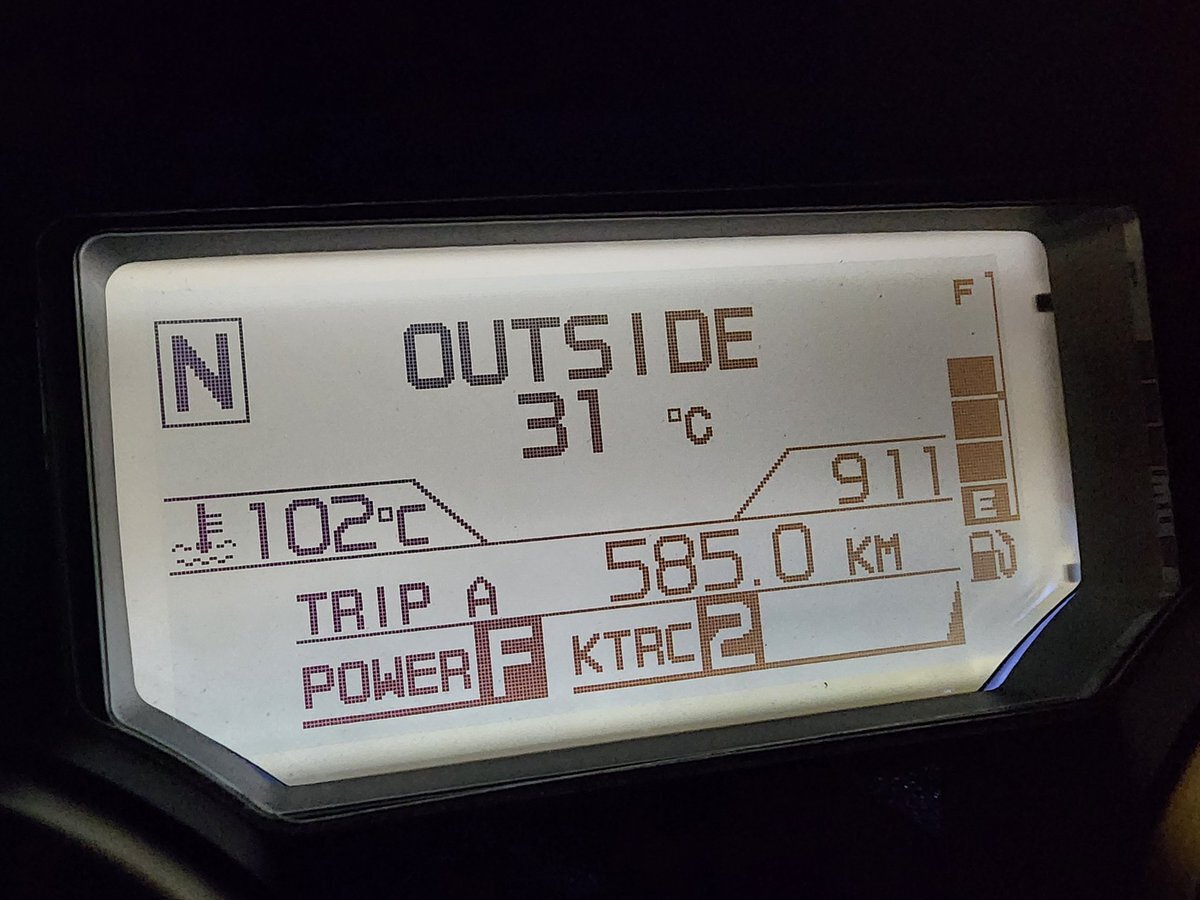 N
OUTSIDE
31 °C
F
102°C
911
E
TRIP A 585.0 KM
POWER F KTRC 2